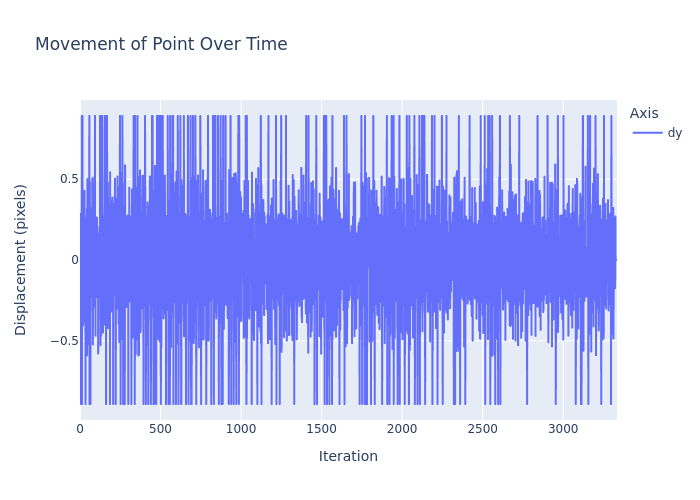 Movement of Point Over Time
Axis
dy
0.5
0
−0.5
Displacement (pixels)
0 500 1000 1500 2000 2500 3000
Iteration